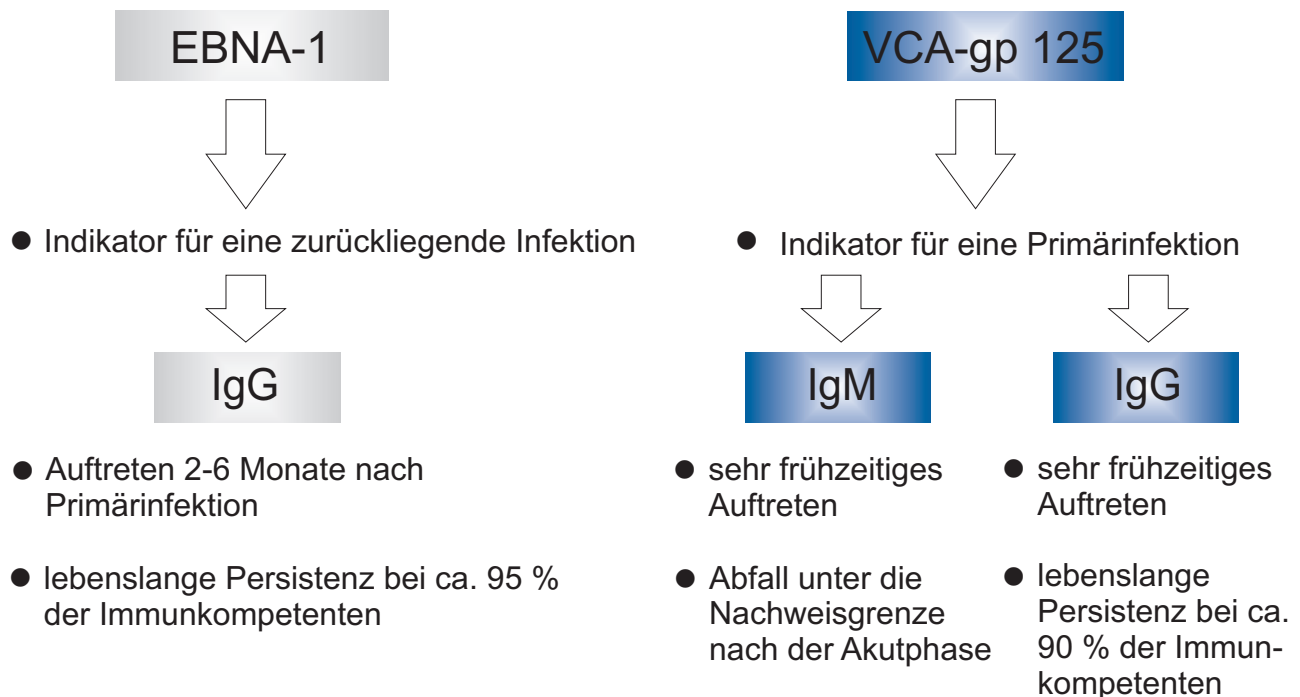 EBNA-1
● Indikator für eine zurückliegende Infektion
IgG
● Auftreten 2-6 Monate nach
Primärinfektion
● lebenslange Persistenz bei ca. 95 %
der Immunkompetenten
VCA-gp 125
● Indikator für eine Primärinfektion
IgM
● sehr frühzeitiges
Auftreten
● Abfall unter die
Nachweisgrenze
nach der Akutphase
IgG
● sehr frühzeitiges
Auftreten
● lebenslange
Persistenz bei ca.
90 % der Immun-
kompetenten